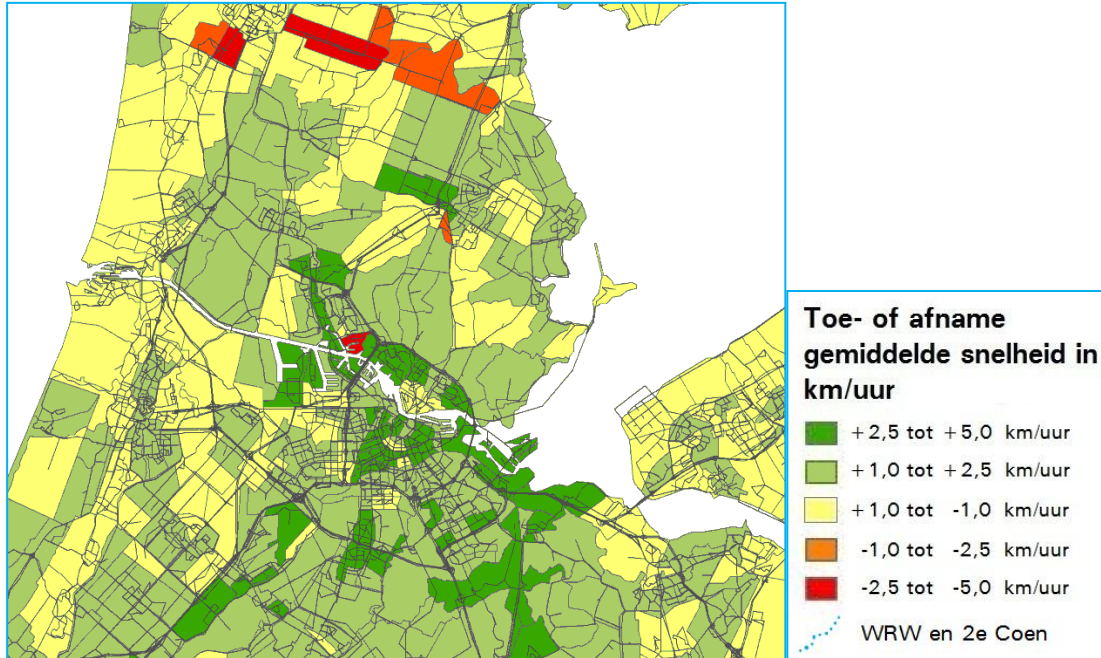 Toe- of afname
gemiddelde snelheid in
km/uur
+2,5 tot +5,0 km/uur
+1,0 tot +2,5 km/uur
+1,0 tot -1,0 km/uur
-1,0 tot -2,5 km/uur
-2,5 tot -5,0 km/uur
WRW en 2e Coen